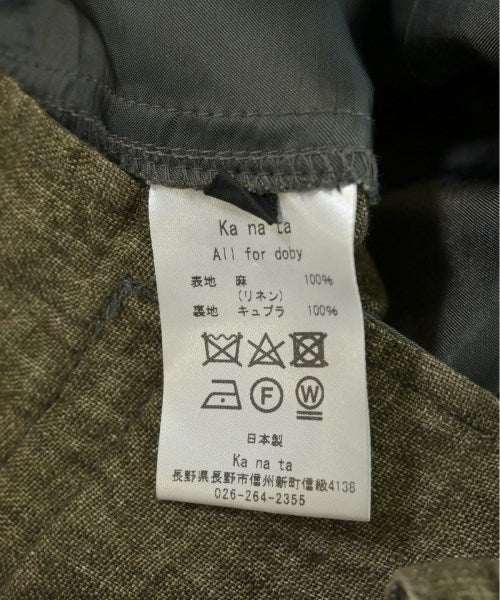 Ka na ta
All for doby
表地 麻 100%
(リネン)
裏地 キュプラ 100%
F W
日本製
Ka na ta
長野県長野市信州新町信級4138
026-264-2355